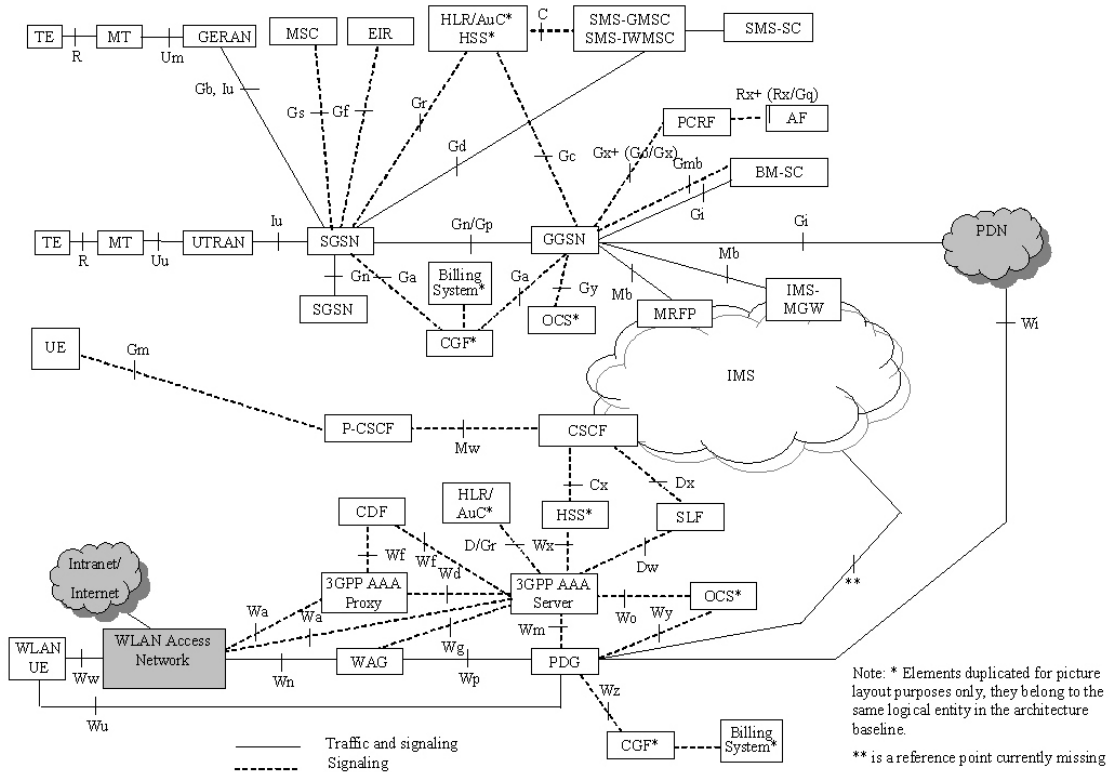 HLR/AuC*
HSS*
C
SMS-GMSC
SMS-IWMSC
SMS-SC
TE
R
MT
Um
GERAN
MSC
EIR
Gb, Iu
Gs
Gf
Gr
Gd
Gc
Rx+ (Rx/Gq)
PCRF
AF
Gx+ (Go/Gx)
Gmb
BM-SC
Gi
TE
R
MT
Uu
UTRAN
Iu
SGSN
Gn/Gp
GGSN
Gi
PDN
Gn
Ga
Billing
System*
Ga
Gy
Mb
Mb
SGSN
CGF*
OCS*
MRFP
IMS-
MGW
Wi
UE
Gm
IMS
P-CSCF
Mw
CSCF
Cx
Dx
CDF
HLR/
AuC*
HSS*
SLF
Wf
Wf
D/Gr
Wx
Dw
Intranet/
Internet
3GPP AAA
Proxy
Wd
3GPP AAA
Server
OCS*
**
Wa
Wa
Wo
Wy
Wm
WLAN
UE
Ww
WLAN Access
Network
Wn
WAG
Wg
Wp
PDG
Wu
Wz
CGF*
Billing
System*
Note: * Elements duplicated for picture
layout purposes only, they belong to the
same logical entity in the architecture
baseline.
** is a reference point currently missing
Traffic and signaling
Signaling